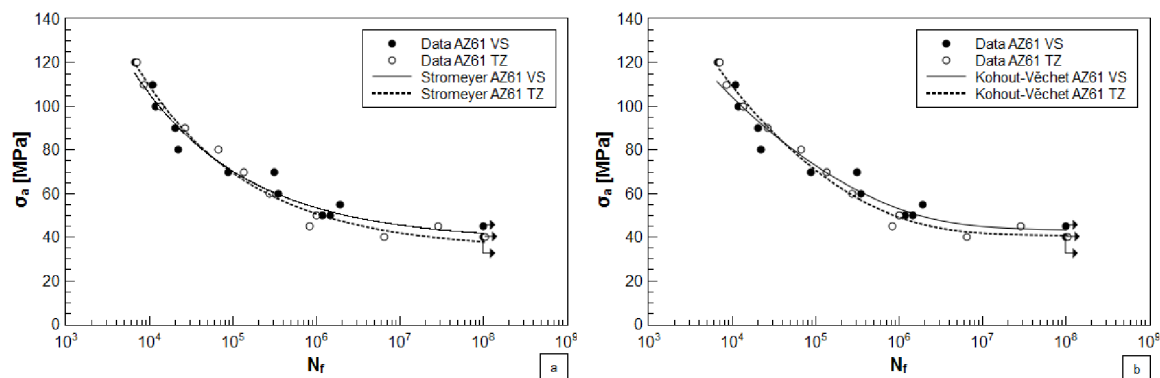 140
120
100
80
60
40
20
0
σa [MPa]
10³ 10⁴ 10⁵ 10⁶ 10⁷ 10⁸ 10⁹
Nf
Data AZ61 VS
Data AZ61 TZ
Stromeyer AZ61 VS
Stromeyer AZ61 TZ
a
140
120
100
80
60
40
20
0
σa [MPa]
10³ 10⁴ 10⁵ 10⁶ 10⁷ 10⁸ 10⁹
Nf
Data AZ61 VS
Data AZ61 TZ
Kohout-Věchet AZ61 VS
Kohout-Věchet AZ61 TZ
b